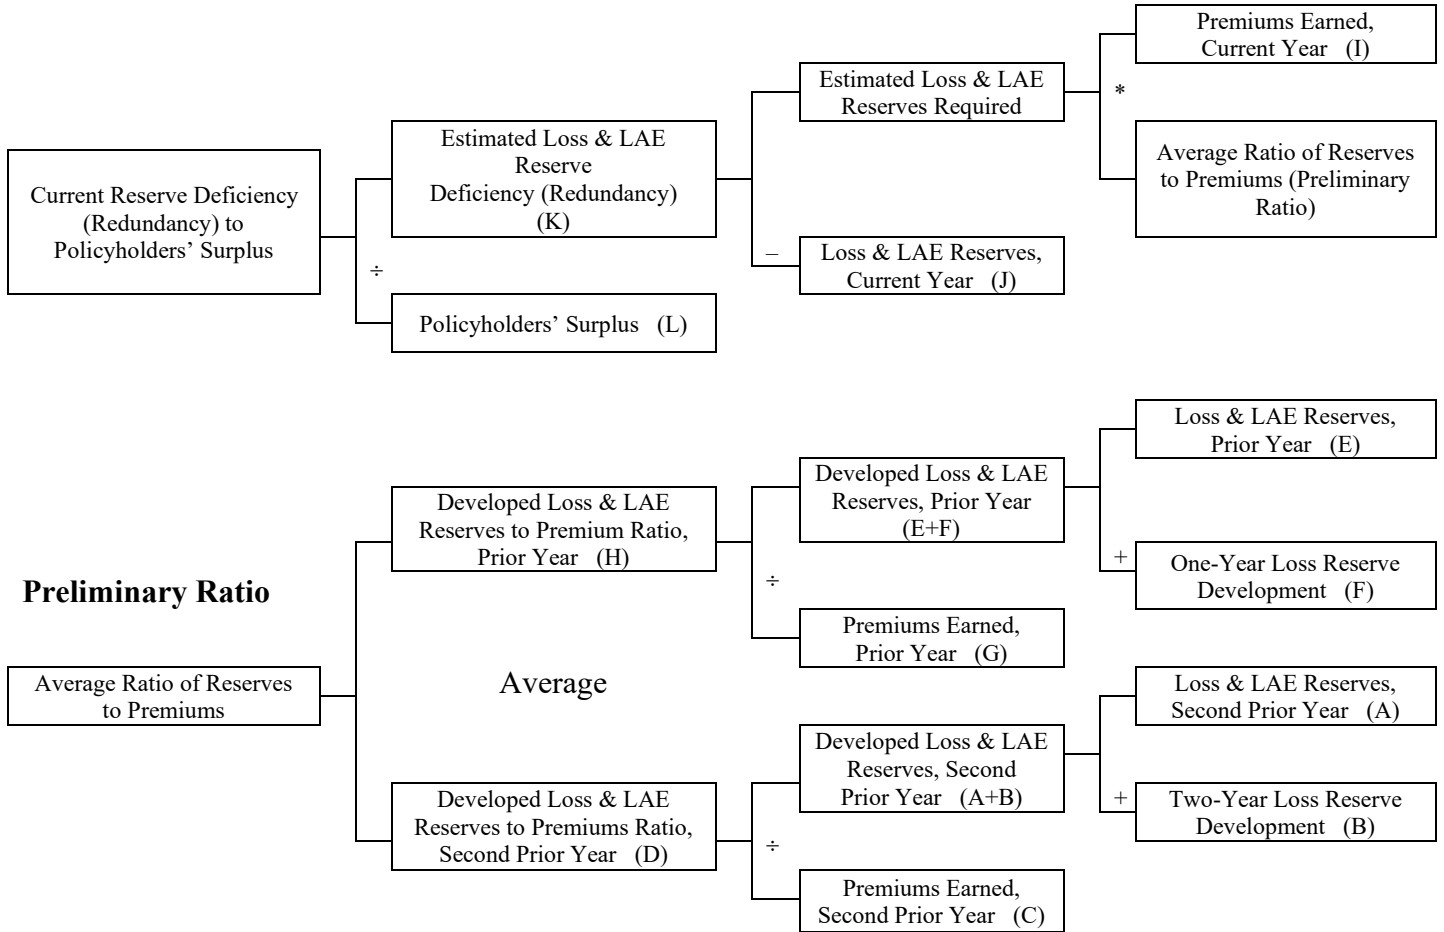 Current Reserve Deficiency
(Redundancy) to
Policyholders’ Surplus
÷
Estimated Loss & LAE
Reserve
Deficiency (Redundancy)
(K)
Policyholders’ Surplus (L)
–
Estimated Loss & LAE
Reserves Required
Loss & LAE Reserves,
Current Year (J)
*
Premiums Earned,
Current Year (I)
Average Ratio of Reserves
to Premiums (Preliminary
Ratio)
Preliminary Ratio
Average Ratio of Reserves
to Premiums
Average
Developed Loss & LAE
Reserves to Premium Ratio,
Prior Year (H)
÷
Developed Loss & LAE
Reserves, Prior Year
(E+F)
Premiums Earned,
Prior Year (G)
+
Loss & LAE Reserves,
Prior Year (E)
One-Year Loss Reserve
Development (F)
Developed Loss & LAE
Reserves to Premiums Ratio,
Second Prior Year (D)
÷
Developed Loss & LAE
Reserves, Second
Prior Year (A+B)
Premiums Earned,
Second Prior Year (C)
+
Loss & LAE Reserves,
Second Prior Year (A)
Two-Year Loss Reserve
Development (B)